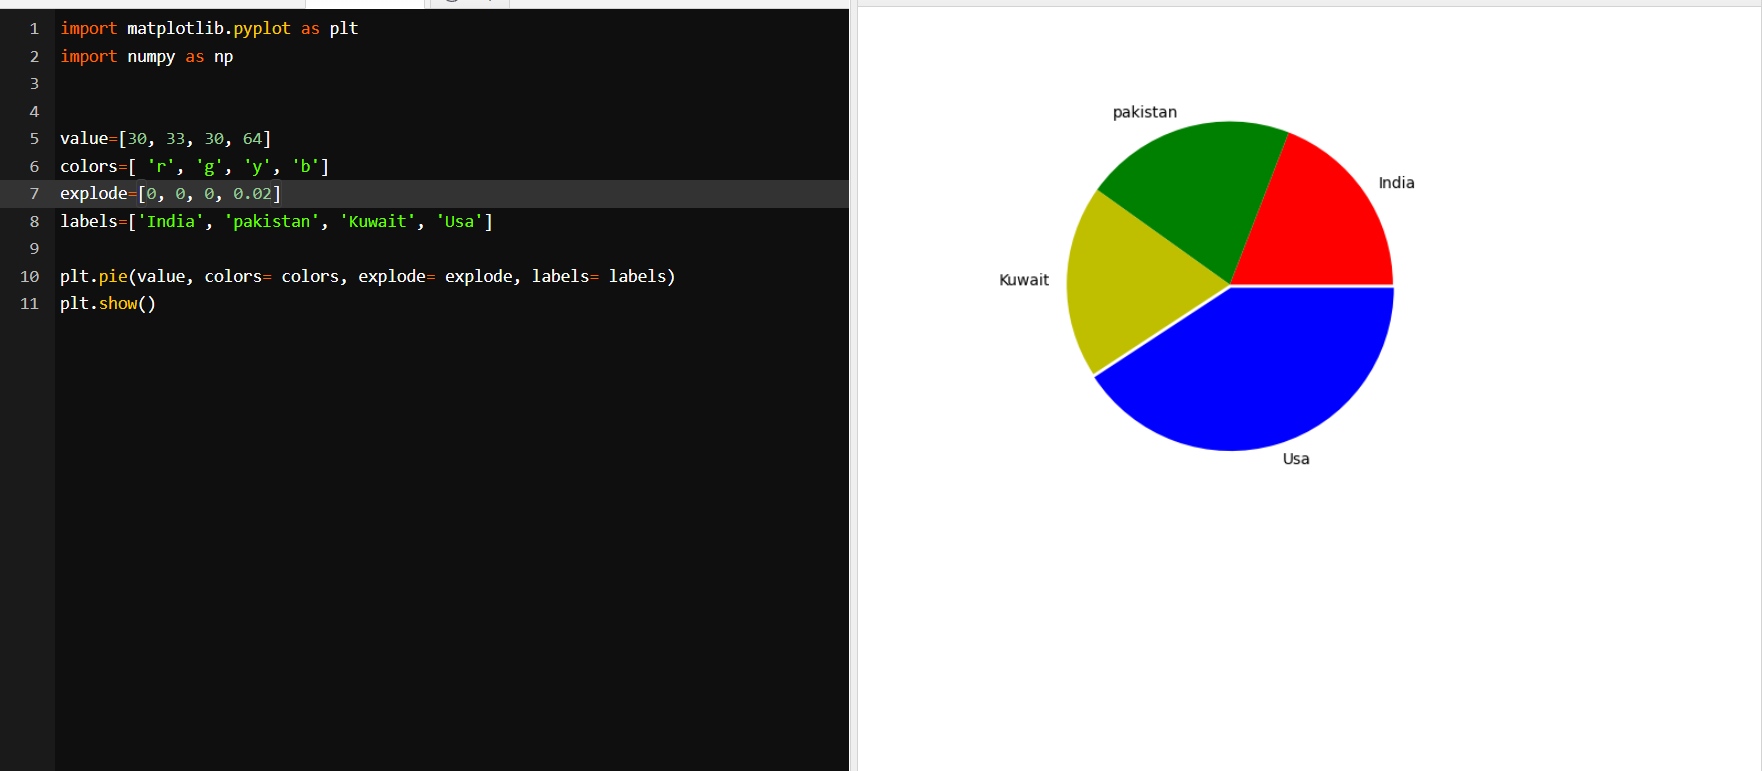 1 import matplotlib.pyplot as plt
2 import numpy as np
3
4
5 value=[30, 33, 30, 64]
6 colors=[ 'r', 'g', 'y', 'b']
7 explode=[0, 0, 0, 0.02]
8 labels=['India', 'pakistan', 'Kuwait', 'Usa']
9
10 plt.pie(value, colors= colors, explode= explode, labels= labels)
11 plt.show()
pakistan
India
Kuwait
Usa